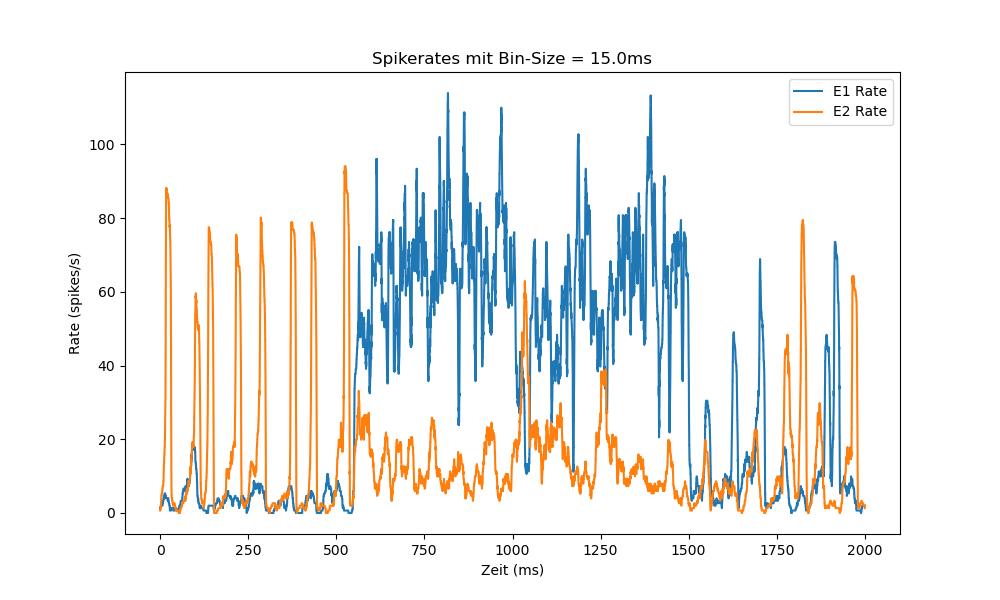 Spikerates mit Bin-Size = 15.0ms
E1 Rate
E2 Rate
100
80
60
40
20
0
Rate (spikes/s)
0 250 500 750 1000 1250 1500 1750 2000
Zeit (ms)